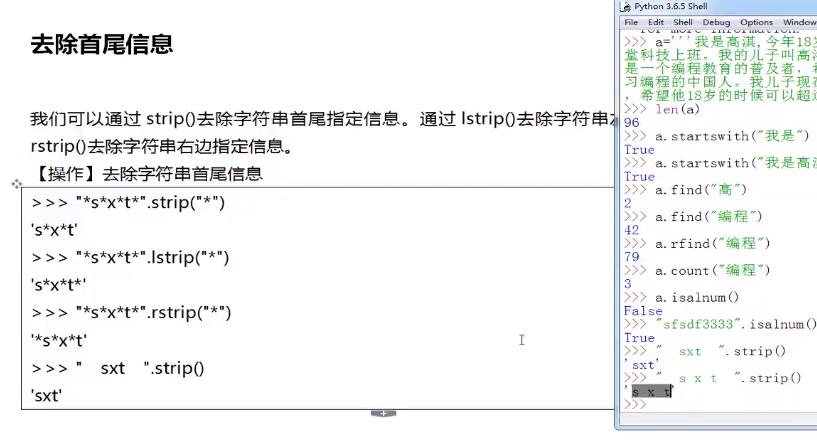 去除首尾信息
我们可以通过 strip()去除字符串首尾指定信息。通过 lstrip()去除字符串
rstrip()去除字符串右边指定信息。
【操作】去除字符串首尾信息
>>> "*s*x*t*".strip("*")
's*x*t'
>>> "*s*x*t*".lstrip("*")
's*x*t*'
>>> "*s*x*t*".rstrip("*")
'*s*x*t'
>>> "  sxt  ".strip()
'sxt'
Python 3.6.5 Shell
File Edit Shell Debug Options Window
for more information.
>>> a='''我是高淇,今年18
堂科技上班。我的儿子叫高
是一个编程教育的普及者，
习编程的中国人。我儿子现
，希望他18岁的时候可以超
>>> len(a)
96
>>> a.startswith("我是")
True
>>> a.startswith("我是高
True
>>> a.find("高")
2
>>> a.find("编程")
42
>>> a.rfind("编程")
79
>>> a.count("编程")
3
>>> a.isalnum()
False
>>> "sfsdf3333".isalnum()
True
>>> "  sxt  ".strip()
'sxt'
>>> "  s x t  ".strip()
's x t'
>>>